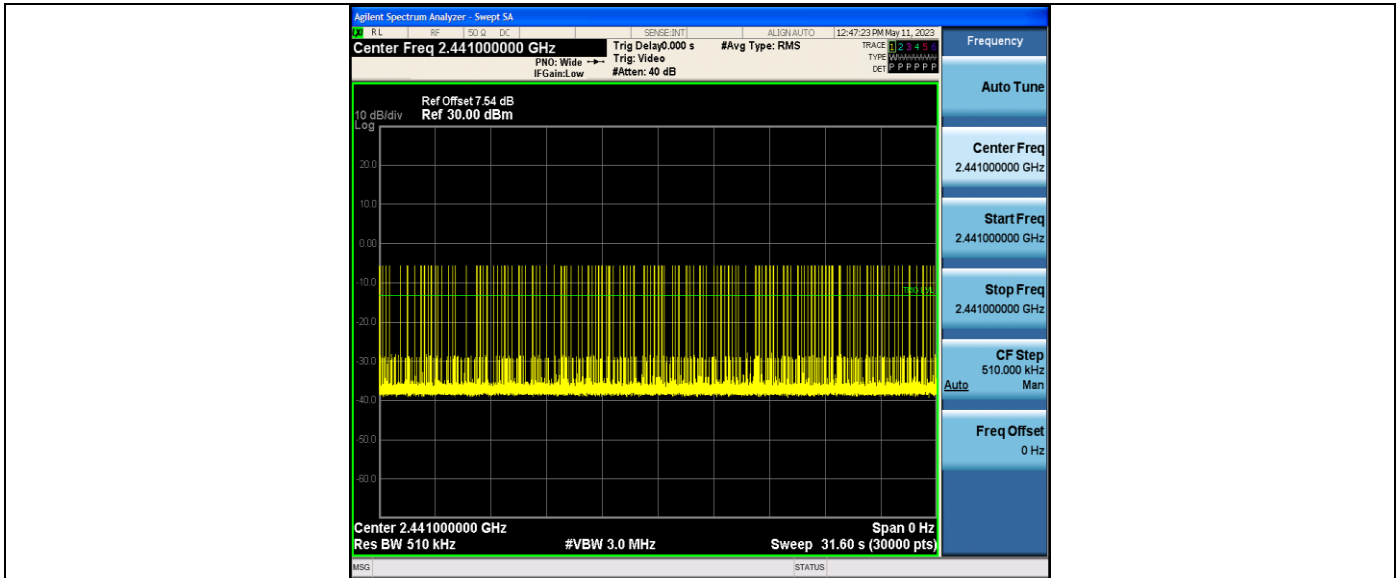 Agilent Spectrum Analyzer - Swept SA
RL RF 50 Ω DC SENSE:INT ALIGN AUTO 12:47:23 PM May 11, 2023
Center Freq 2.441000000 GHz Trig Delay0.000 s #Avg Type: RMS TRACE 1 2 3 4 5 6
PNO: Wide Trig: Video TYPE WWWWWW
IFGain:Low #Atten: 40 dB DET P P P P P P
Ref Offset 7.54 dB
10 dB/div Ref 30.00 dBm
Log
20.0
10.0
0.00
-10.0
TRIG LVL
-20.0
-30.0
-40.0
-50.0
-60.0
Center 2.441000000 GHz Span 0 Hz
Res BW 510 kHz #VBW 3.0 MHz Sweep 31.60 s (30000 pts)
MSG STATUS
Frequency
Auto Tune
Center Freq
2.441000000 GHz
Start Freq
2.441000000 GHz
Stop Freq
2.441000000 GHz
CF Step
510.000 kHz
Auto Man
Freq Offset
0 Hz